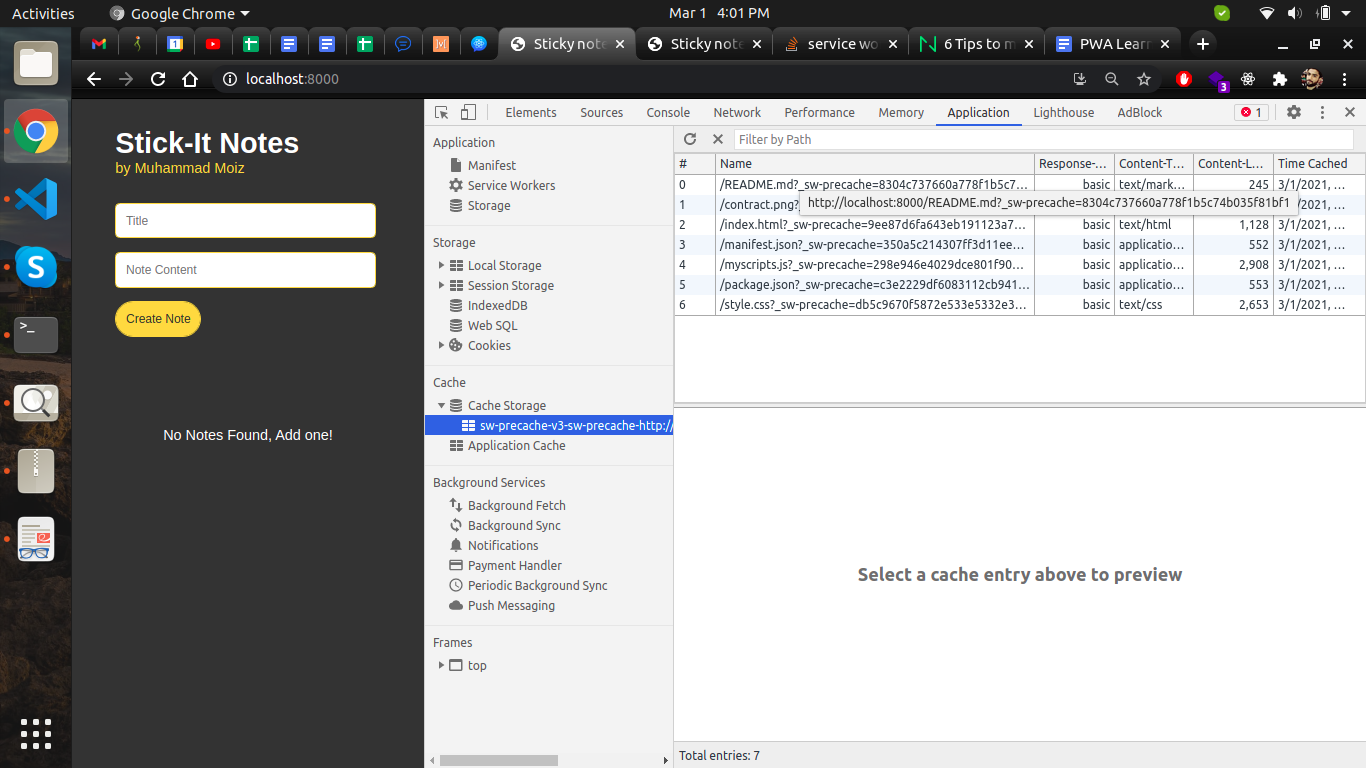 Activities
Google Chrome
Mar 1 4:01 PM
Sticky note
Sticky note
service wo
6 Tips to m
PWA Learn
localhost:8000
3
Stick-It Notes
by Muhammad Moiz
Title
Note Content
Create Note
No Notes Found, Add one!
Elements
Sources
Console
Network
Performance
Memory
Application
Lighthouse
AdBlock
1
Application
Manifest
Service Workers
Storage
Storage
Local Storage
Session Storage
IndexedDB
Web SQL
Cookies
Cache
Cache Storage
sw-precache-v3-sw-precache-http://
Application Cache
Background Services
Background Fetch
Background Sync
Notifications
Payment Handler
Periodic Background Sync
Push Messaging
Frames
top
Filter by Path
# Name Response-... Content-T... Content-L... Time Cached
0 /README.md?_sw-precache=8304c737660a778f1b5c7... basic text/mark... 245 3/1/2021, ...
1 /contract.png? /1/2021, ...
http://localhost:8000/README.md?_sw-precache=8304c737660a778f1b5c74b035f81bf1
2 /index.html?_sw-precache=9ee87d6fa643eb191123a7... basic text/html 1,128 3/1/2021, ...
3 /manifest.json?_sw-precache=350a5c214307ff3d11ee... basic applicatio... 552 3/1/2021, ...
4 /myscripts.js?_sw-precache=298e946e4029dce801f90... basic applicatio... 2,908 3/1/2021, ...
5 /package.json?_sw-precache=c3e2229df6083112cb941... basic applicatio... 553 3/1/2021, ...
6 /style.css?_sw-precache=db5c9670f5872e533e5332e3... basic text/css 2,653 3/1/2021, ...
Select a cache entry above to preview
Total entries: 7